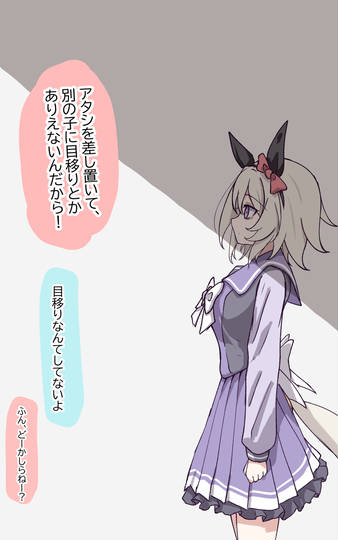 アタシを差し置いて、
別の子に目移りとか
ありえないんだから！
目移りなんてしてないよ
ふん、どーかしらねー？